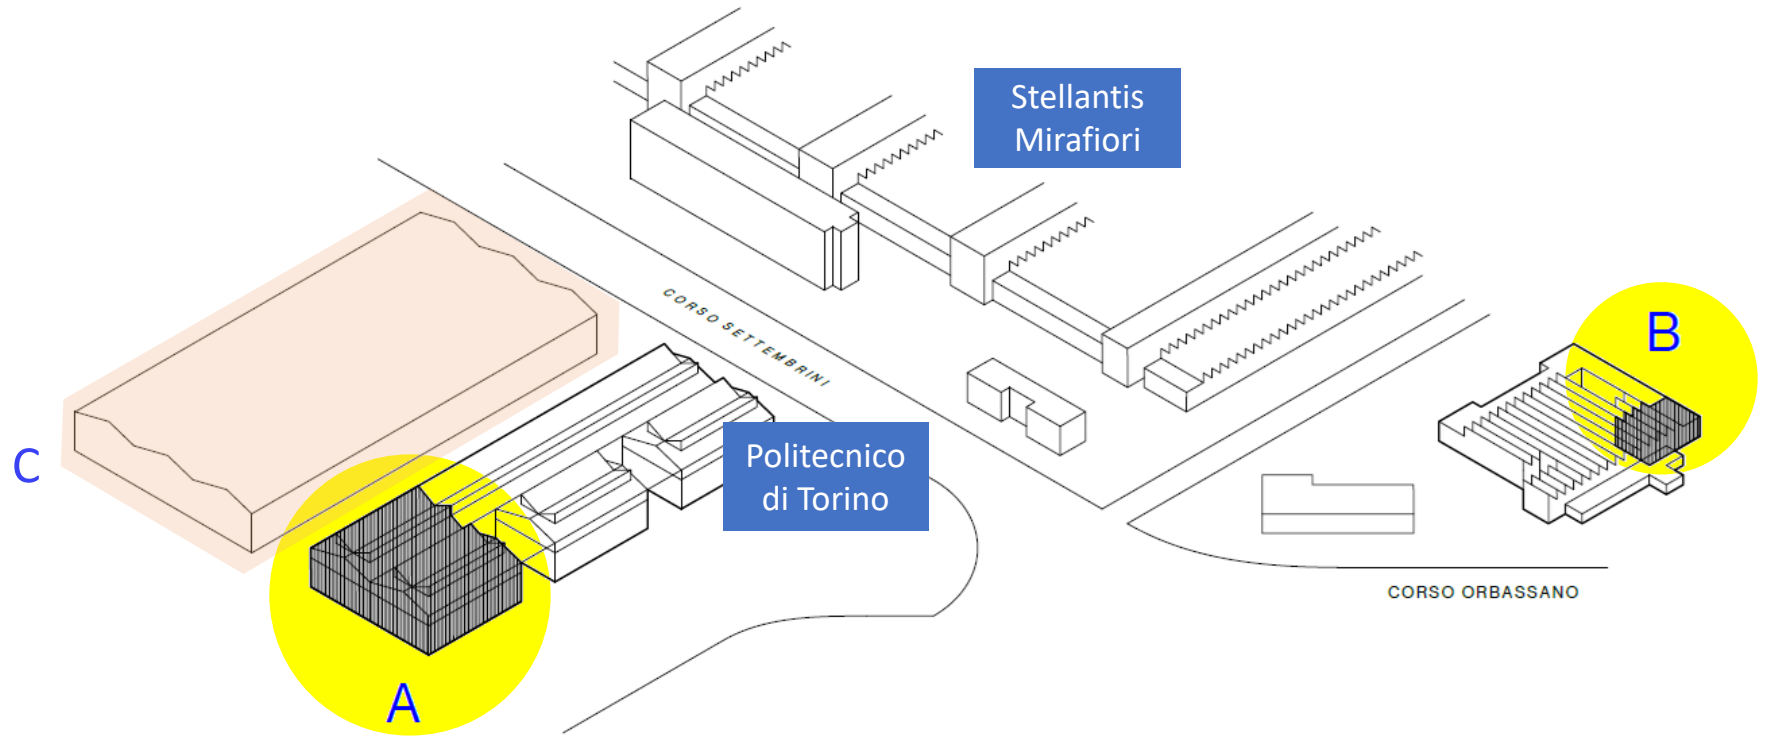 Stellantis
Mirafiori
CORSO SETTEMBRINI
B
C
Politecnico
di Torino
CORSO ORBASSANO
A